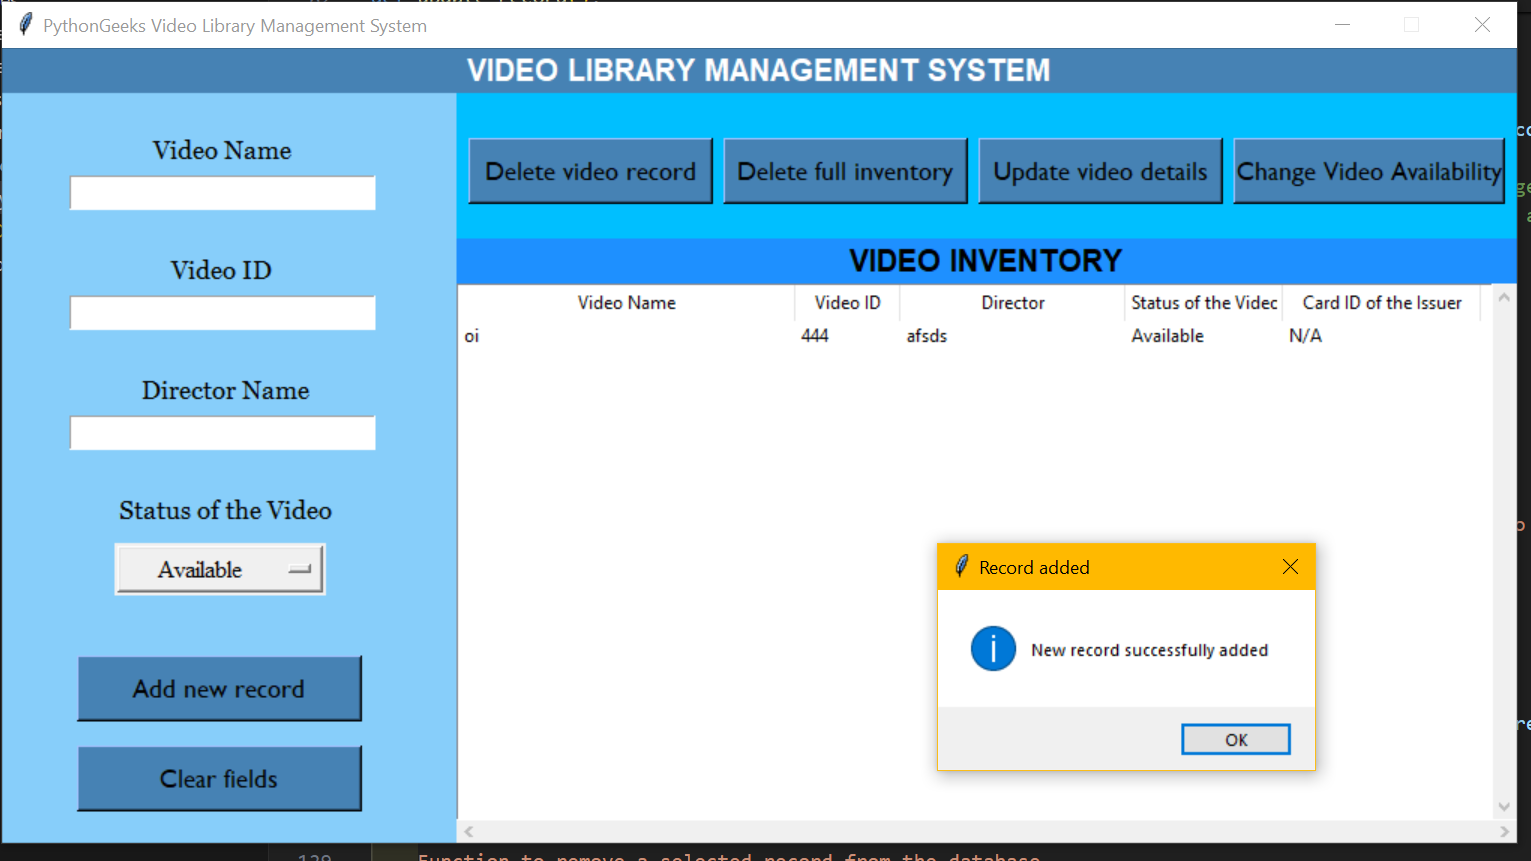 PythonGeeks Video Library Management System
VIDEO LIBRARY MANAGEMENT SYSTEM
Video Name
Video ID
Director Name
Status of the Video
Available
Add new record
Clear fields
Delete video record
Delete full inventory
Update video details
Change Video Availability
VIDEO INVENTORY
Video Name Video ID Director Status of the Videc Card ID of the Issuer
oi 444 afsds Available N/A
Record added
New record successfully added
OK
Function to remove a selected record from the database